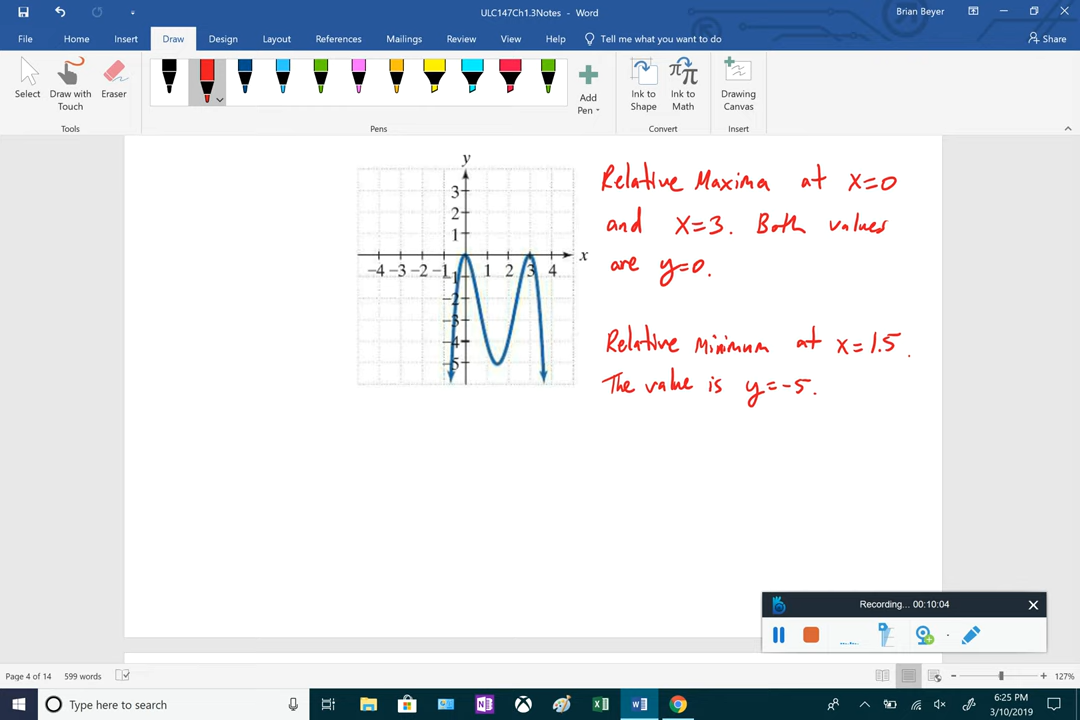 ULC147Ch1.3Notes - Word
Brian Beyer
File Home Insert Draw Design Layout References Mailings Review View Help Tell me what you want to do Share
Select
Draw with Touch
Eraser
Add Pen
Ink to Shape
Ink to Math
Drawing Canvas
Tools Pens Convert Insert
y
3
2
1
x
-4 -3 -2 -1 1 2 3 4
-1
-2
-3
-4
-5
Relative Maxima at x=0
and x=3. Both values
are y=0.
Relative Minimum at x=1.5.
The value is y=-5.
Recording... 00:10:04
Page 4 of 14 599 words
127%
Type here to search
6:25 PM
3/10/2019